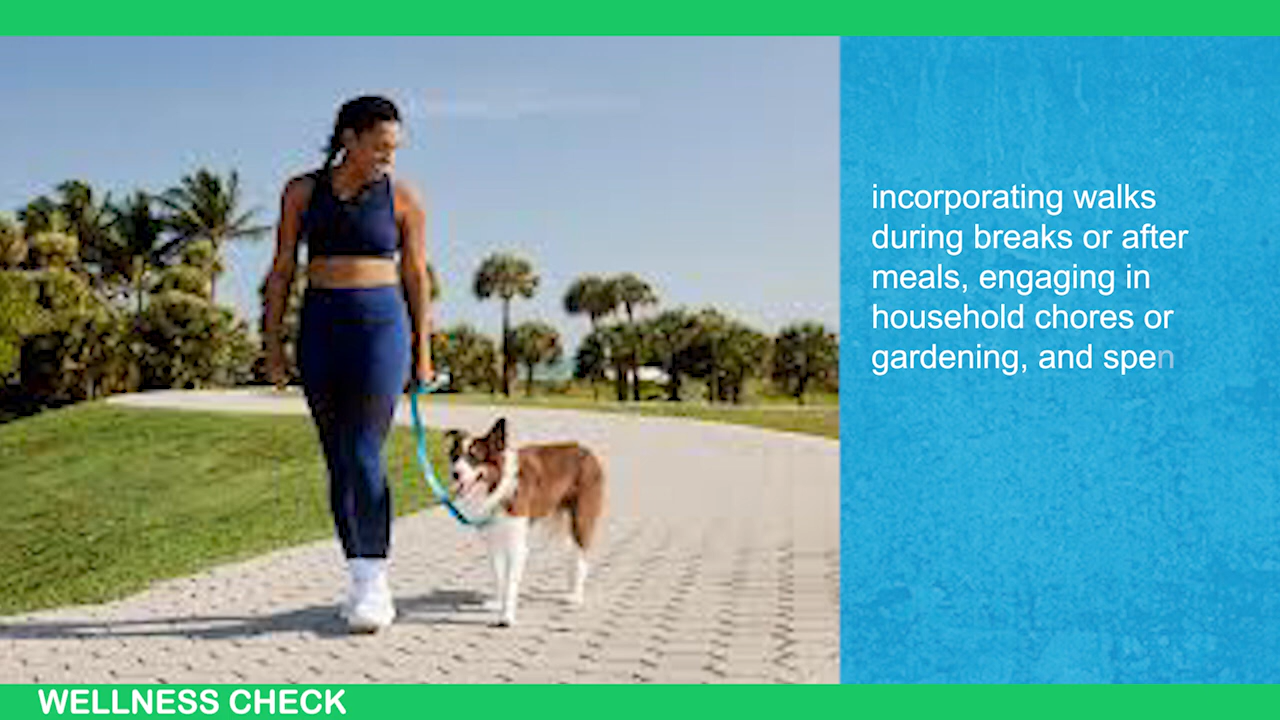 incorporating walks
during breaks or after
meals, engaging in
household chores or
gardening, and spen
WELLNESS CHECK